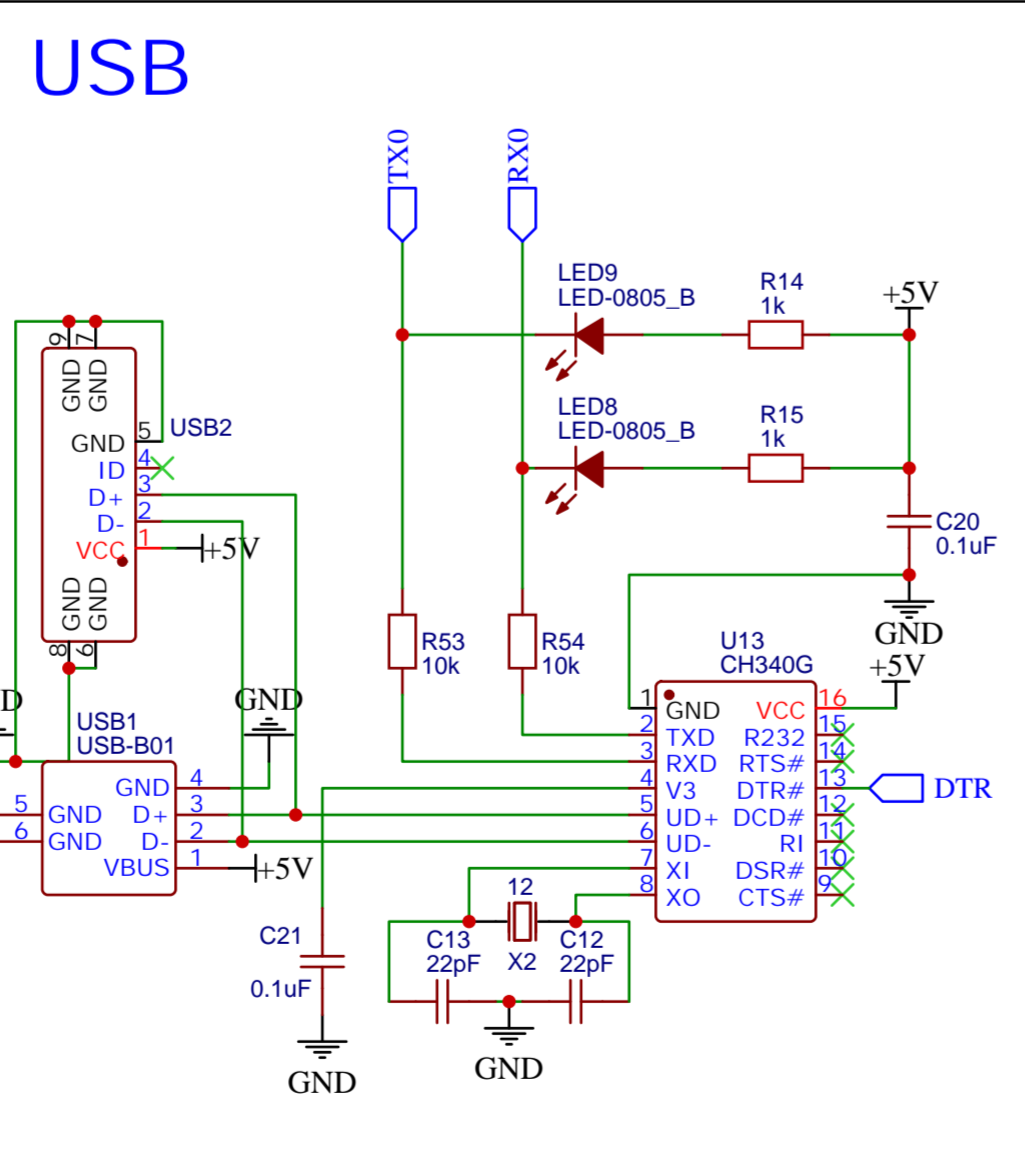 USB
TX0
RX0
LED9
LED-0805_B
R14
1k
+5V
LED8
LED-0805_B
R15
1k
C20
0.1uF
GND
9
7
GND
GND
GND
5
USB2
ID
4
D+
3
D-
2
VCC
1
+5V
GND
GND
8
6
R53
10k
R54
10k
U13
CH340G
+5V
1
GND
VCC
16
2
TXD
R232
15
3
RXD
RTS#
14
4
V3
DTR#
13
DTR
5
UD+
DCD#
12
6
UD-
RI
11
7
XI
DSR#
10
8
XO
CTS#
9
D
GND
USB1
USB-B01
GND
4
5
GND
D+
3
6
GND
D-
2
VBUS
1
+5V
C21
0.1uF
GND
12
X2
C13
22pF
C12
22pF
GND